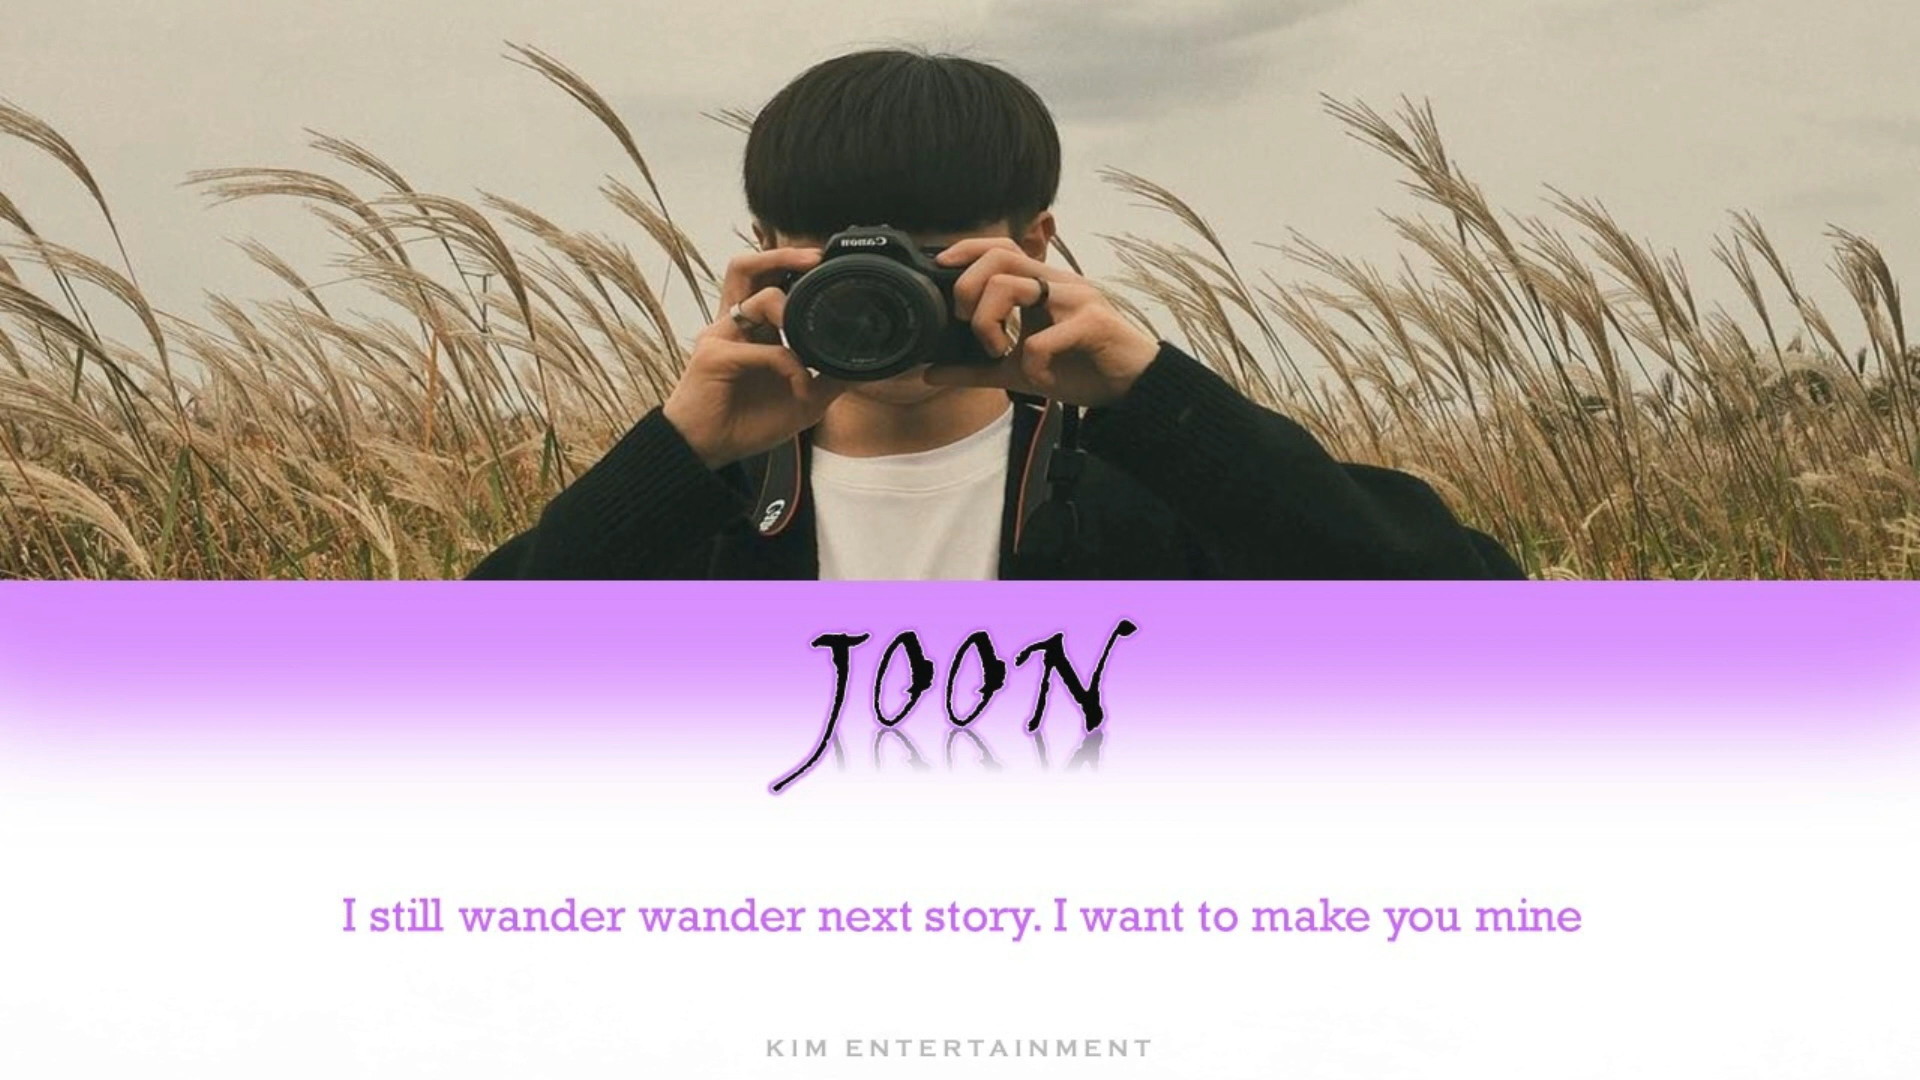 Canon
JOON
I still wander wander next story. I want to make you mine
KIM ENTERTAINMENT